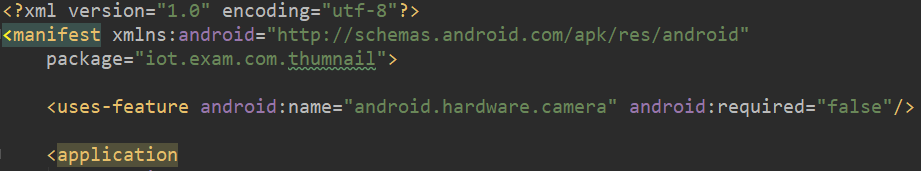 <?xml version="1.0" encoding="utf-8"?>
<manifest xmlns:android="http://schemas.android.com/apk/res/android"
package="iot.exam.com.thumnail">
<uses-feature android:name="android.hardware.camera" android:required="false"/>
<application